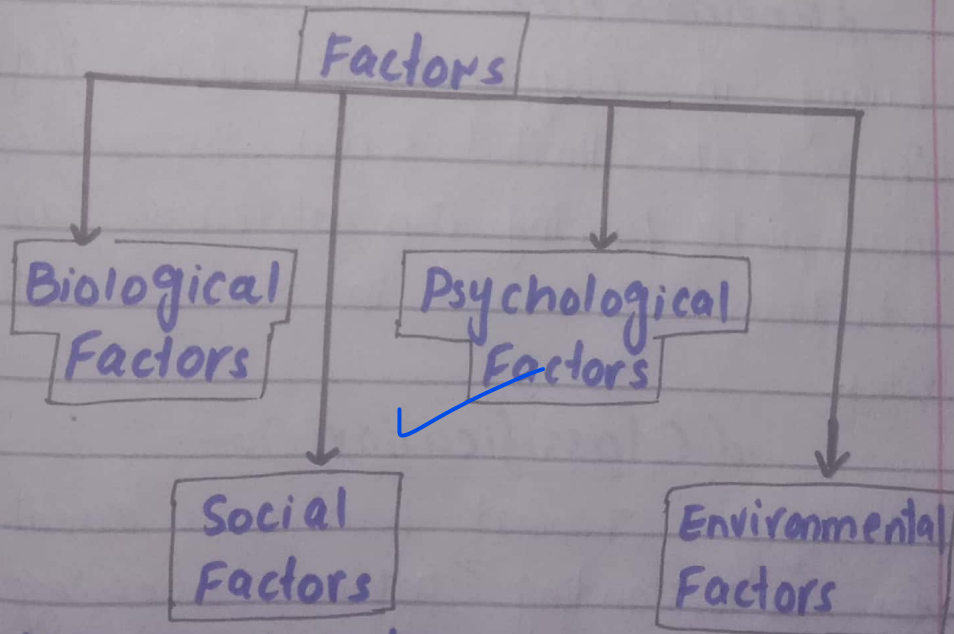 Factors
Biological
Factors
Psychological
Factors
Social
Factors
Environmental
Factors